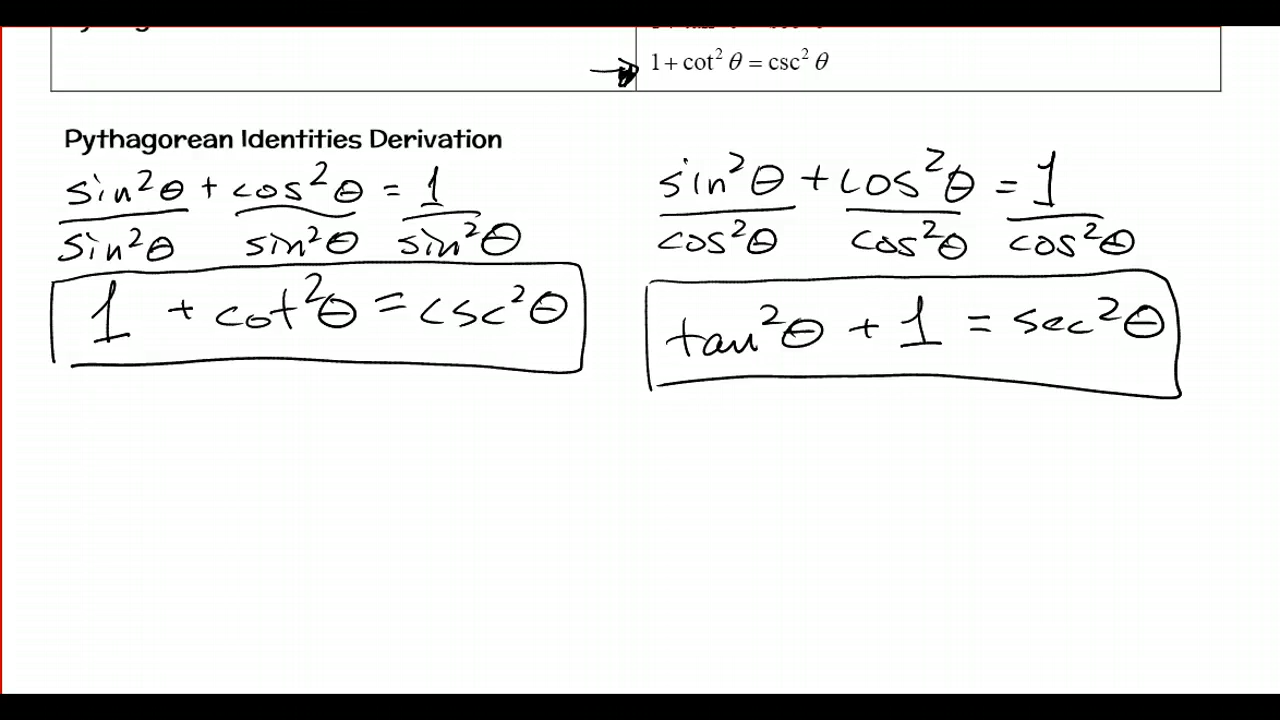 1 + cot² θ = csc² θ
Pythagorean Identities Derivation
sin²θ + cos²θ = 1
sin²θ sin²θ sin²θ
1 + cot²θ = csc²θ
sin²θ + cos²θ = 1
cos²θ cos²θ cos²θ
tan²θ + 1 = sec²θ